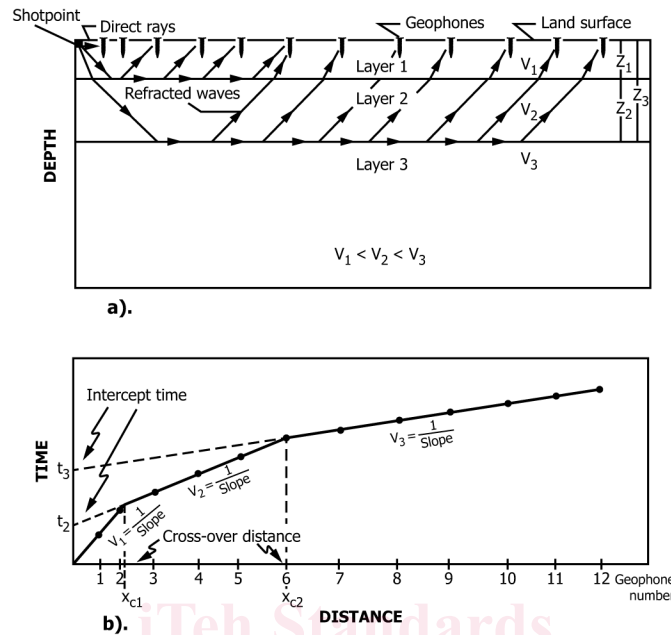 Shotpoint
Direct rays
Geophones
Land surface
Layer 1
V1
Z1
Refracted waves
Layer 2
V2
Z2
Z3
DEPTH
Layer 3
V3
V1 < V2 < V3
a).
Intercept time
TIME
t3
t2
V1 = 1/Slope
V2 = 1/Slope
V3 = 1/Slope
Cross-over distance
1 2 3 4 5 6 7 8 9 10 11 12 Geophone
number
xc1
xc2
DISTANCE
b).
iTeh Standards